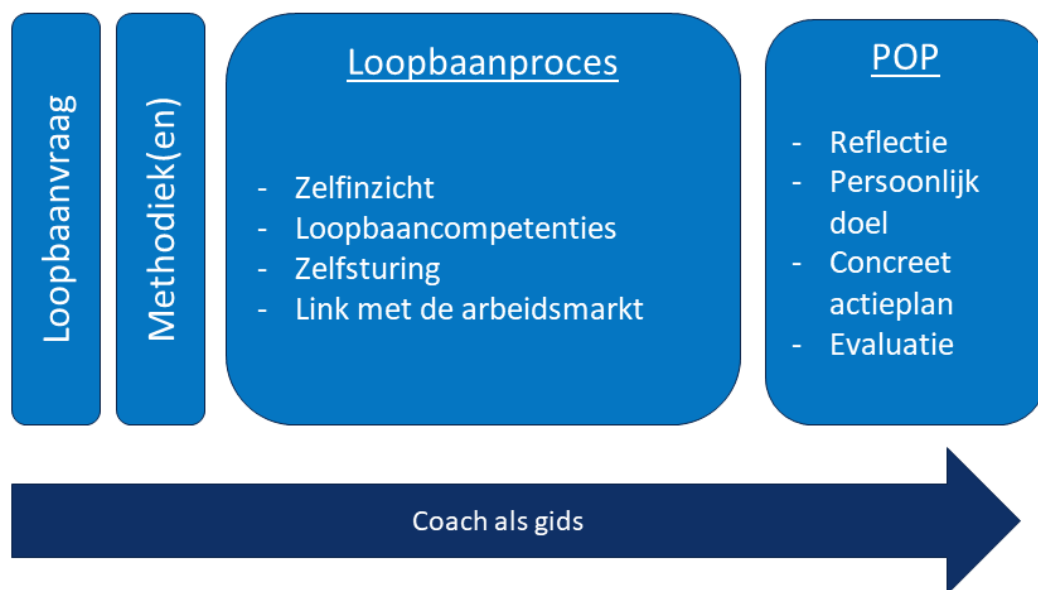 Loopbaanvraag
Methodiek(en)
Loopbaanproces
- Zelfinzicht
- Loopbaancompetenties
- Zelfsturing
- Link met de arbeidsmarkt
POP
- Reflectie
- Persoonlijk
doel
- Concreet
actieplan
- Evaluatie
Coach als gids